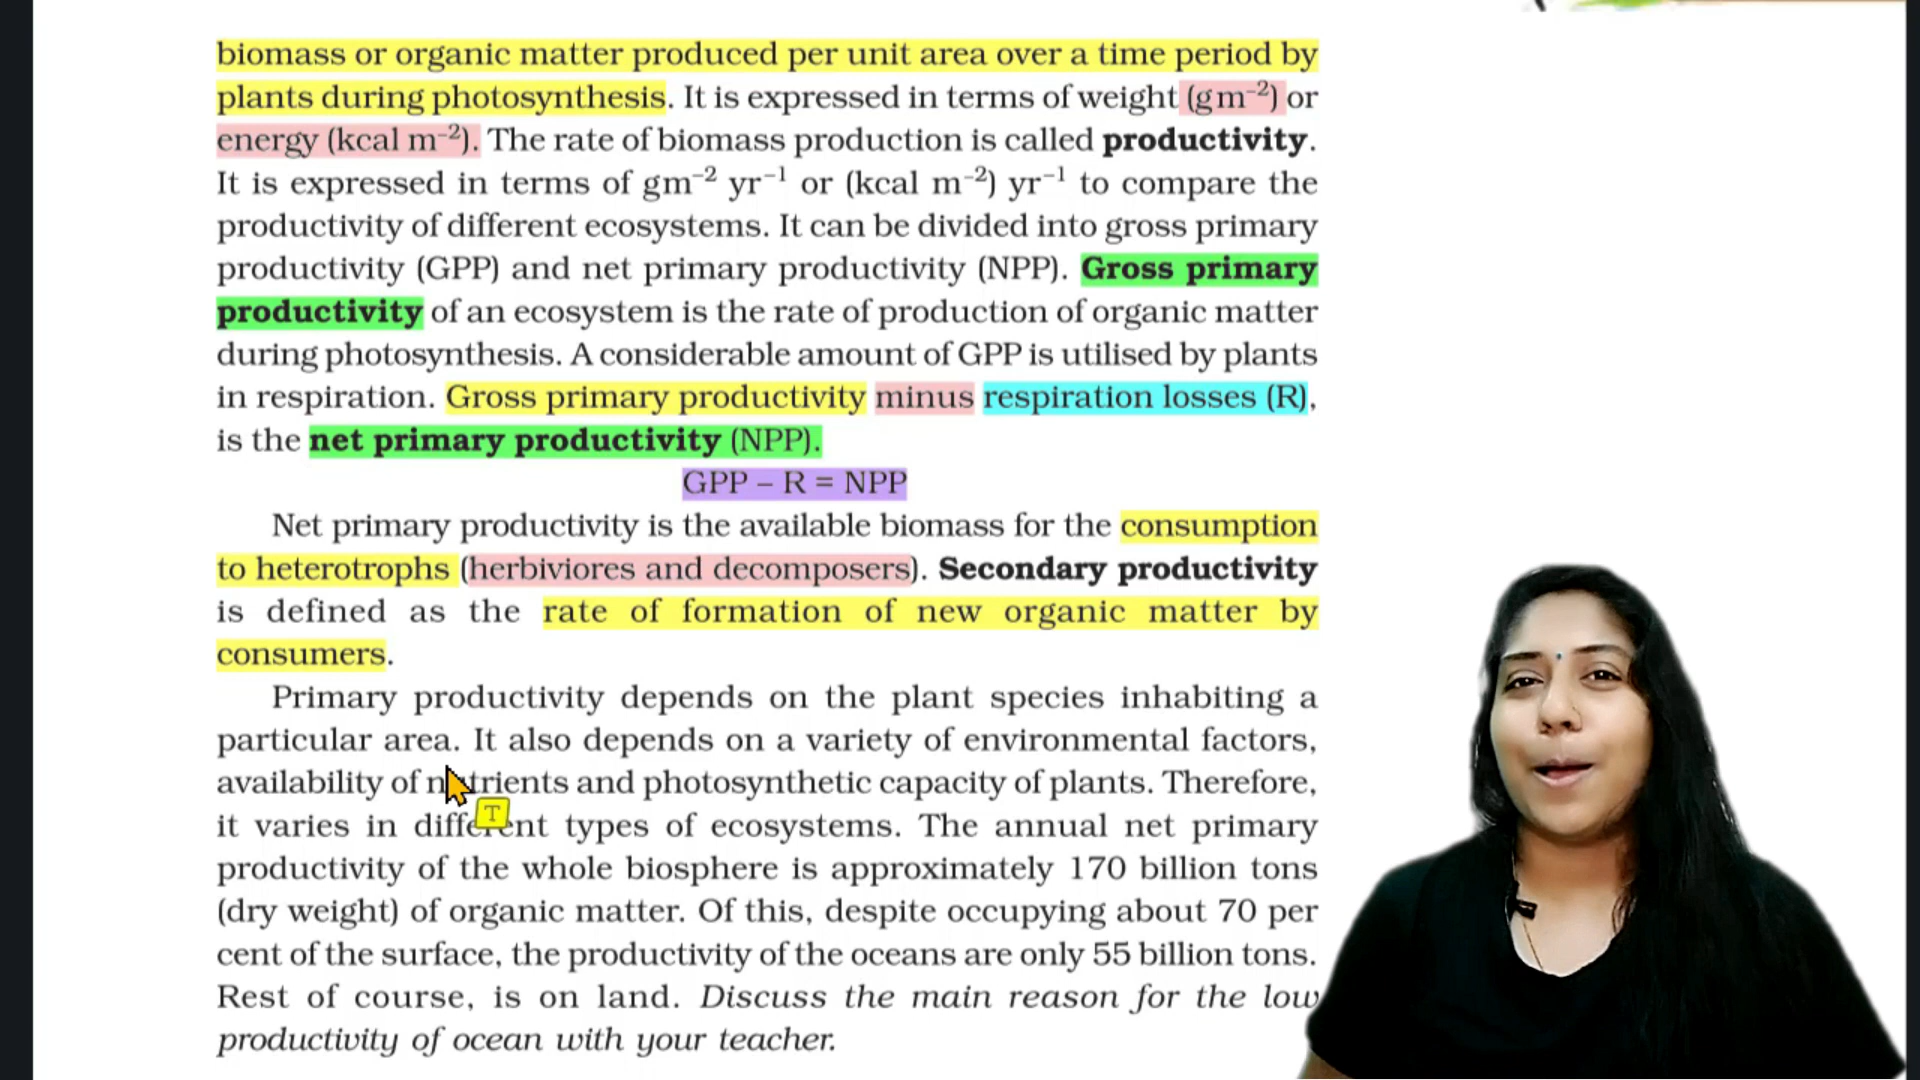 biomass or organic matter produced per unit area over a time period by
plants during photosynthesis. It is expressed in terms of weight (gm⁻²) or
energy (kcal m⁻²). The rate of biomass production is called productivity.
It is expressed in terms of gm⁻² yr⁻¹ or (kcal m⁻²) yr⁻¹ to compare the
productivity of different ecosystems. It can be divided into gross primary
productivity (GPP) and net primary productivity (NPP). Gross primary
productivity of an ecosystem is the rate of production of organic matter
during photosynthesis. A considerable amount of GPP is utilised by plants
in respiration. Gross primary productivity minus respiration losses (R),
is the net primary productivity (NPP).
GPP – R = NPP
Net primary productivity is the available biomass for the consumption
to heterotrophs (herbiviores and decomposers). Secondary productivity
is defined as the rate of formation of new organic matter by
consumers.
Primary productivity depends on the plant species inhabiting a
particular area. It also depends on a variety of environmental factors,
availability of nutrients and photosynthetic capacity of plants. Therefore,
it varies in different types of ecosystems. The annual net primary
productivity of the whole biosphere is approximately 170 billion tons
(dry weight) of organic matter. Of this, despite occupying about 70 per
cent of the surface, the productivity of the oceans are only 55 billion tons.
Rest of course, is on land. Discuss the main reason for the low
productivity of ocean with your teacher.
T